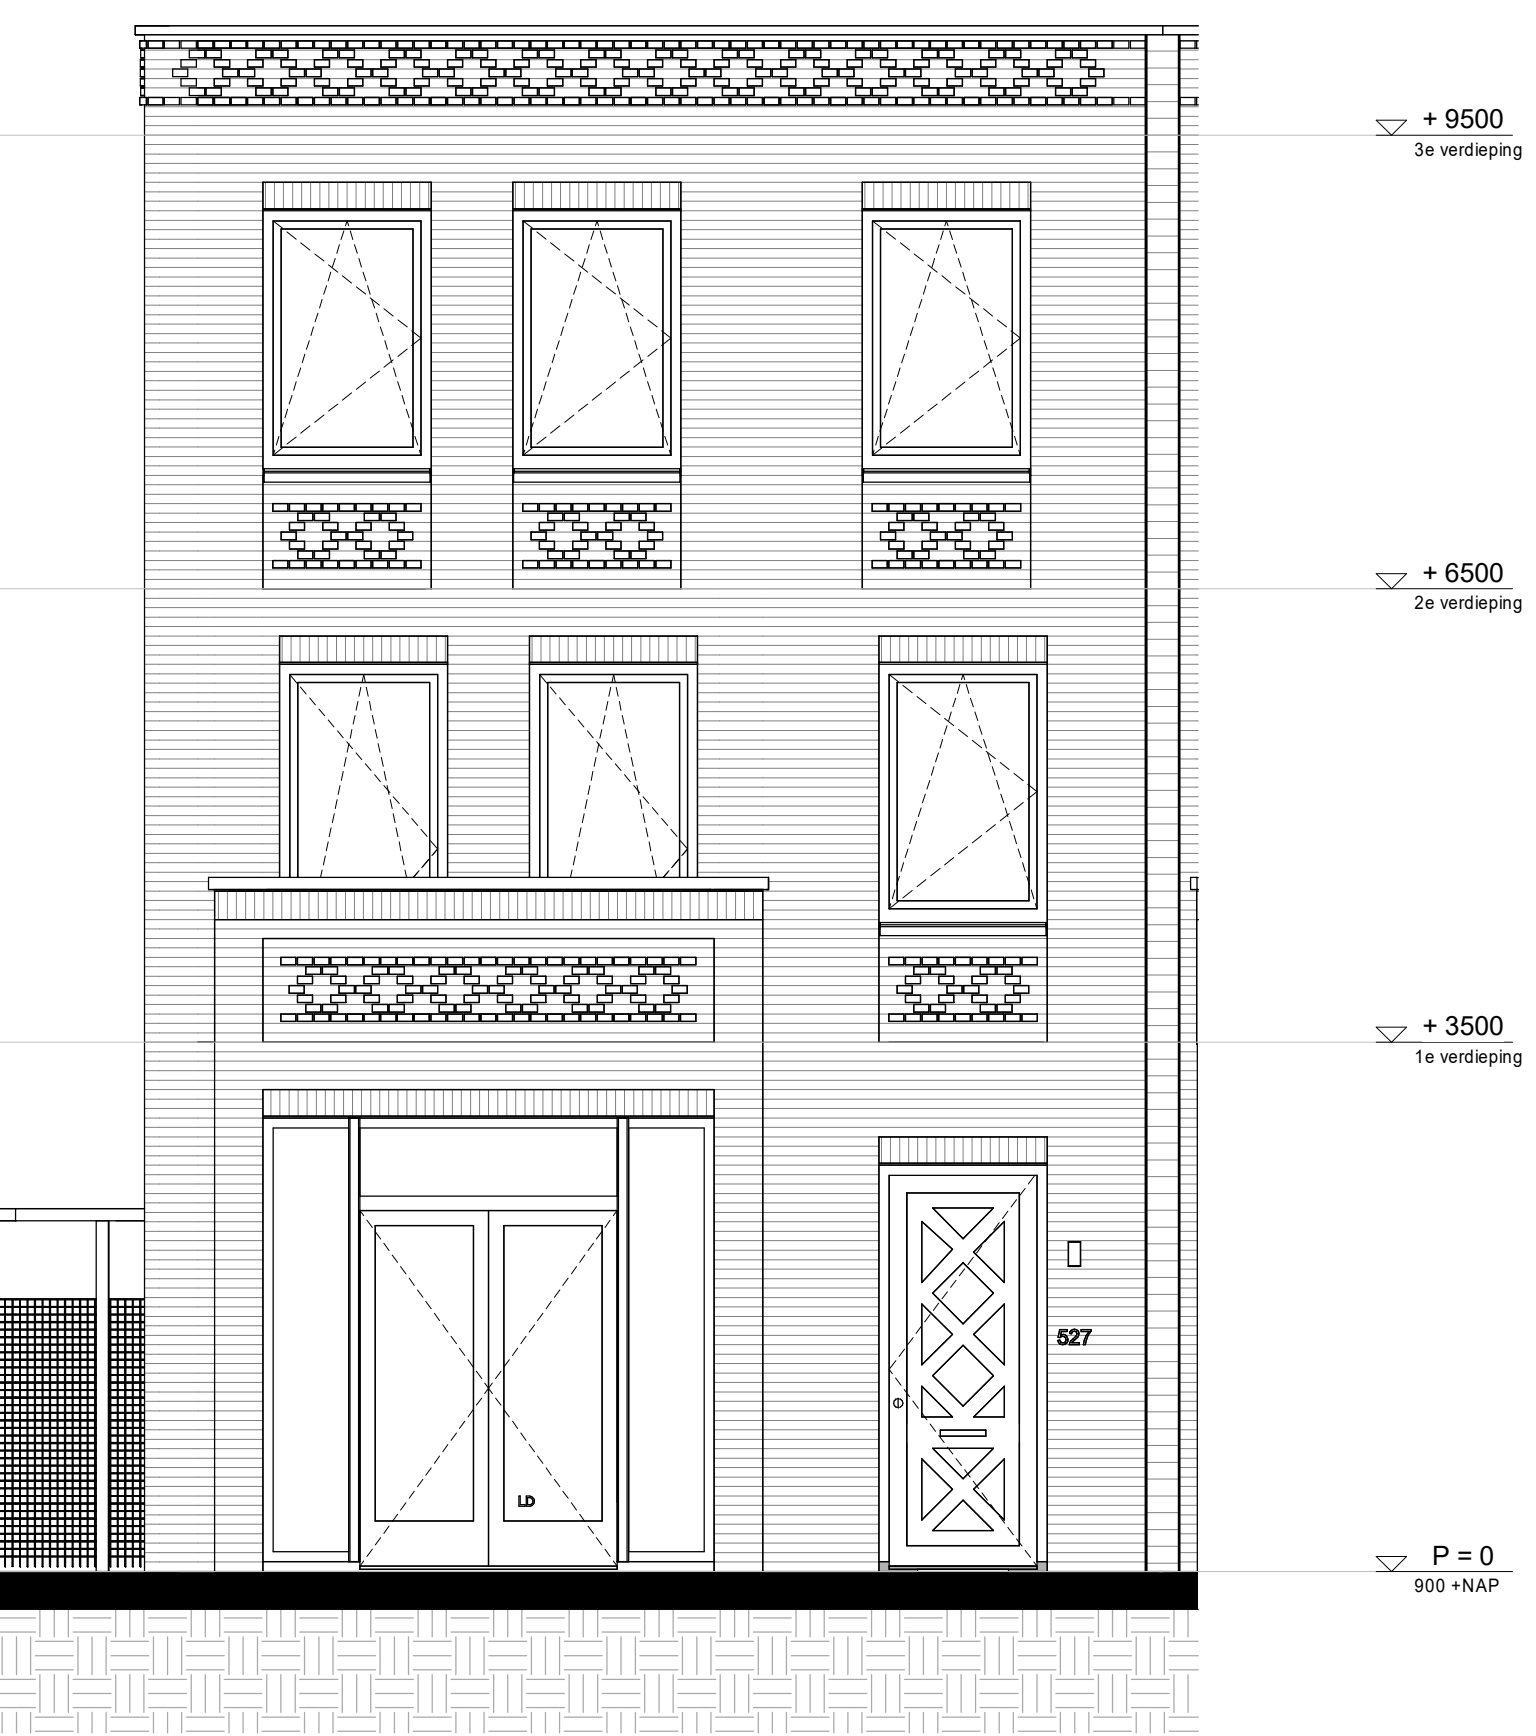 + 9500
3e verdieping
+ 6500
2e verdieping
+ 3500
1e verdieping
527
LD
P = 0
900 +NAP